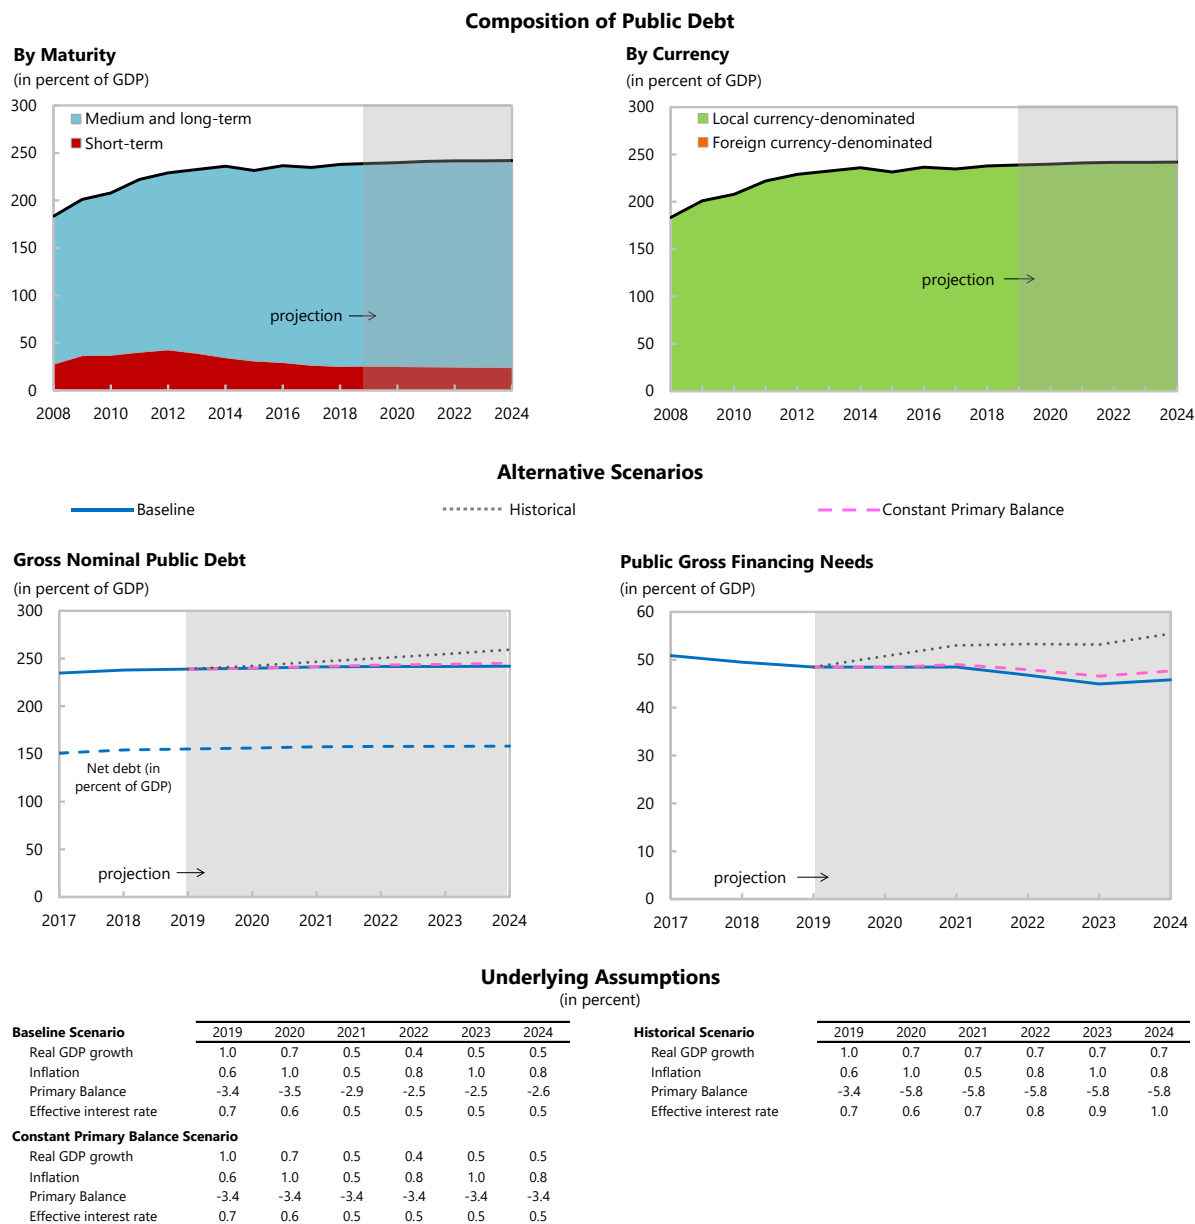 Composition of Public Debt
By Maturity
(in percent of GDP)
300
250
200
150
100
50
0
Medium and long-term
Short-term
projection
2008 2010 2012 2014 2016 2018 2020 2022 2024
By Currency
(in percent of GDP)
300
250
200
150
100
50
0
Local currency-denominated
Foreign currency-denominated
projection
2008 2010 2012 2014 2016 2018 2020 2022 2024
Alternative Scenarios
Baseline Historical Constant Primary Balance
Gross Nominal Public Debt
(in percent of GDP)
300
250
200
150
100
50
0
Net debt (in
percent of GDP)
projection
2017 2018 2019 2020 2021 2022 2023 2024
Public Gross Financing Needs
(in percent of GDP)
60
50
40
30
20
10
0
projection
2017 2018 2019 2020 2021 2022 2023 2024
Underlying Assumptions
(in percent)
Baseline Scenario 2019 2020 2021 2022 2023 2024
Real GDP growth 1.0 0.7 0.5 0.4 0.5 0.5
Inflation 0.6 1.0 0.5 0.8 1.0 0.8
Primary Balance -3.4 -3.5 -2.9 -2.5 -2.5 -2.6
Effective interest rate 0.7 0.6 0.5 0.5 0.5 0.5
Constant Primary Balance Scenario
Real GDP growth 1.0 0.7 0.5 0.4 0.5 0.5
Inflation 0.6 1.0 0.5 0.8 1.0 0.8
Primary Balance -3.4 -3.4 -3.4 -3.4 -3.4 -3.4
Effective interest rate 0.7 0.6 0.5 0.5 0.5 0.5
Historical Scenario 2019 2020 2021 2022 2023 2024
Real GDP growth 1.0 0.7 0.7 0.7 0.7 0.7
Inflation 0.6 1.0 0.5 0.8 1.0 0.8
Primary Balance -3.4 -5.8 -5.8 -5.8 -5.8 -5.8
Effective interest rate 0.7 0.6 0.7 0.8 0.9 1.0